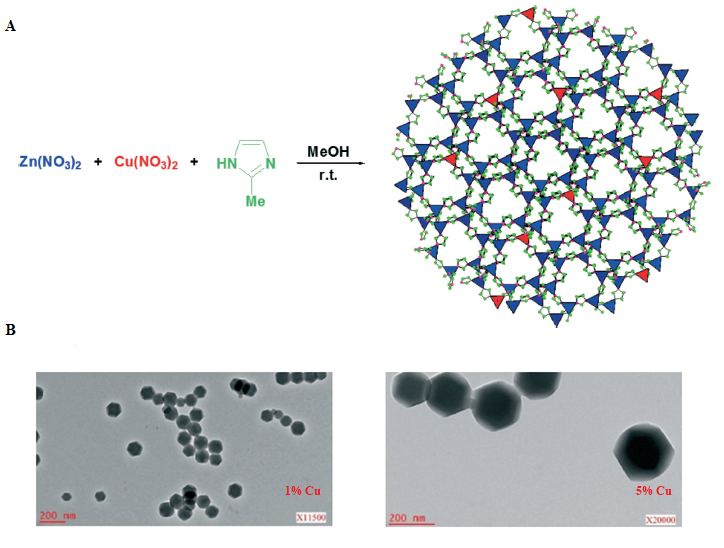 A
Zn(NO3)2 + Cu(NO3)2 + HN N Me MeOH r.t.
B
1% Cu
200 nm
X11500
5% Cu
200 nm
X20000